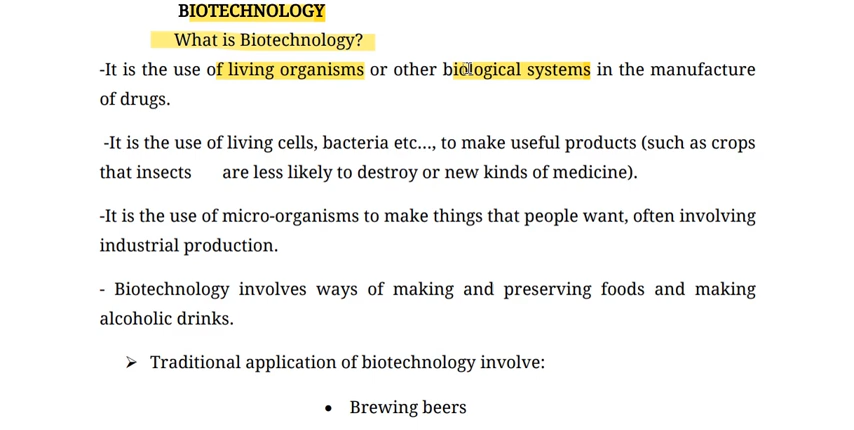 BIOTECHNOLOGY
What is Biotechnology?
-It is the use of living organisms or other biological systems in the manufacture
of drugs.
-It is the use of living cells, bacteria etc..., to make useful products (such as crops
that insects are less likely to destroy or new kinds of medicine).
-It is the use of micro-organisms to make things that people want, often involving
industrial production.
- Biotechnology involves ways of making and preserving foods and making
alcoholic drinks.
➢ Traditional application of biotechnology involve:
• Brewing beers